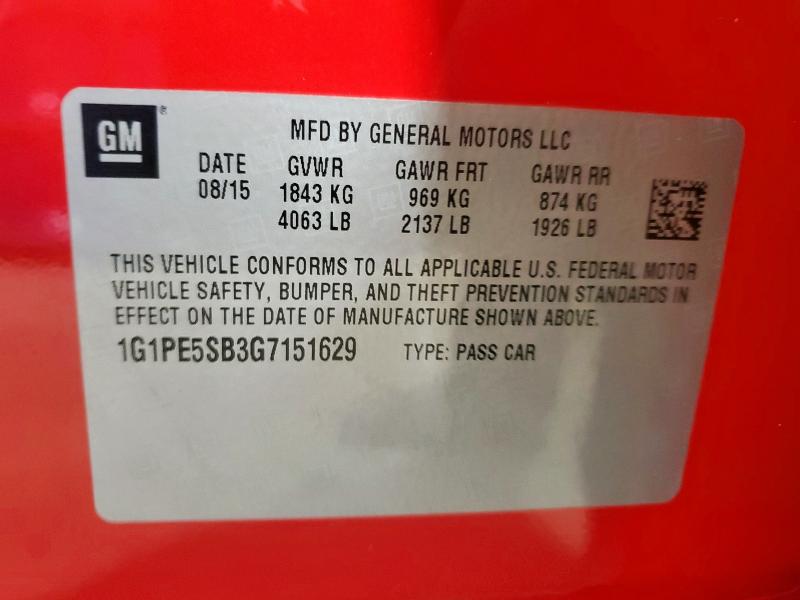 GM ®
MFD BY GENERAL MOTORS LLC
DATE GVWR GAWR FRT GAWR RR
08/15 1843 KG 969 KG 874 KG
4063 LB 2137 LB 1926 LB
THIS VEHICLE CONFORMS TO ALL APPLICABLE U.S. FEDERAL MOTOR
VEHICLE SAFETY, BUMPER, AND THEFT PREVENTION STANDARDS IN
EFFECT ON THE DATE OF MANUFACTURE SHOWN ABOVE.
1G1PE5SB3G7151629 TYPE: PASS CAR